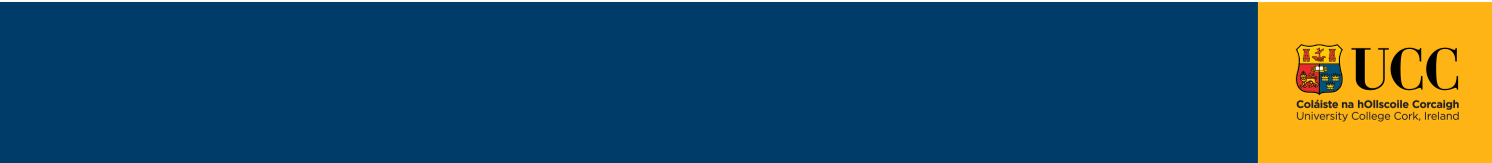 UCC
Coláiste na hOllscoile Corcaigh
University College Cork, Ireland